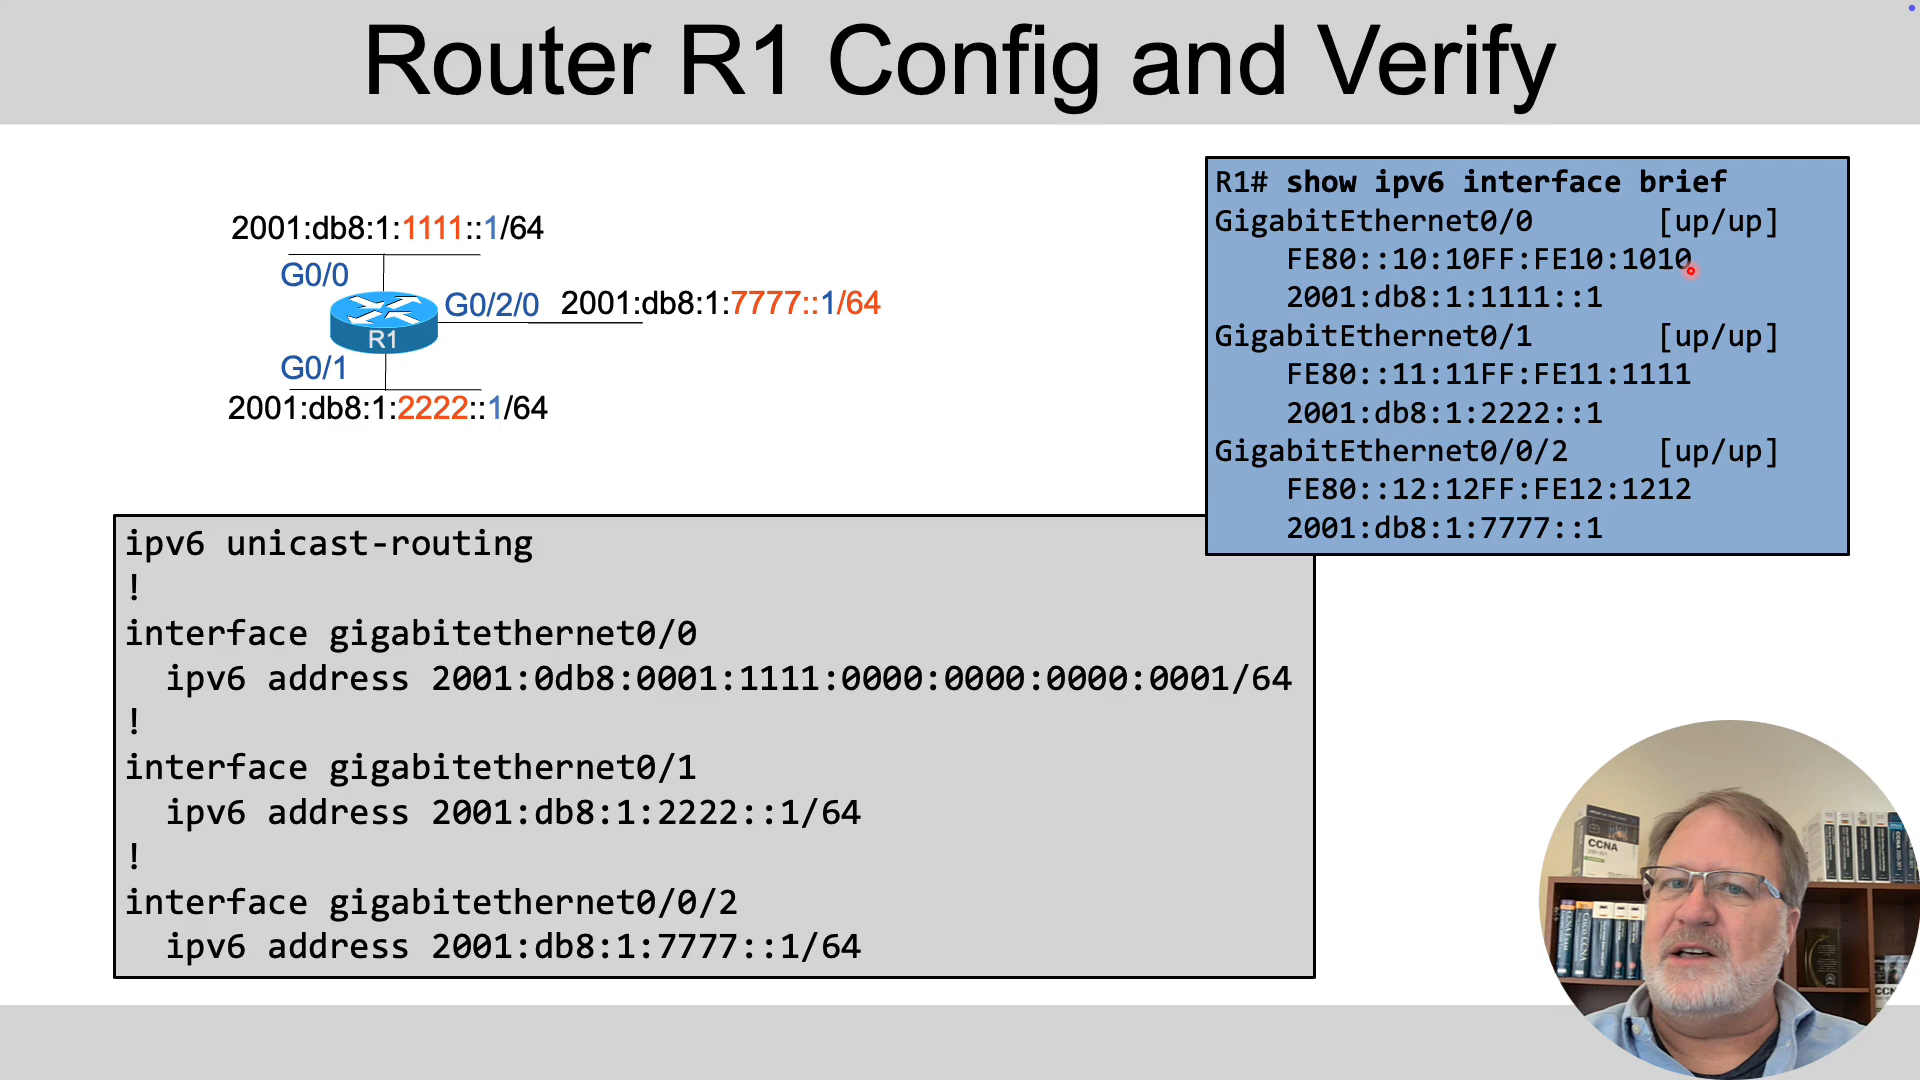 Router R1 Config and Verify
2001:db8:1:1111::1/64
G0/0
G0/2/0 2001:db8:1:7777::1/64
R1
G0/1
2001:db8:1:2222::1/64
R1# show ipv6 interface brief
GigabitEthernet0/0 [up/up]
FE80::10:10FF:FE10:1010
2001:db8:1:1111::1
GigabitEthernet0/1 [up/up]
FE80::11:11FF:FE11:1111
2001:db8:1:2222::1
GigabitEthernet0/0/2 [up/up]
FE80::12:12FF:FE12:1212
2001:db8:1:7777::1
ipv6 unicast-routing
!
interface gigabitethernet0/0
ipv6 address 2001:0db8:0001:1111:0000:0000:0000:0001/64
!
interface gigabitethernet0/1
ipv6 address 2001:db8:1:2222::1/64
!
interface gigabitethernet0/0/2
ipv6 address 2001:db8:1:7777::1/64
CCNA